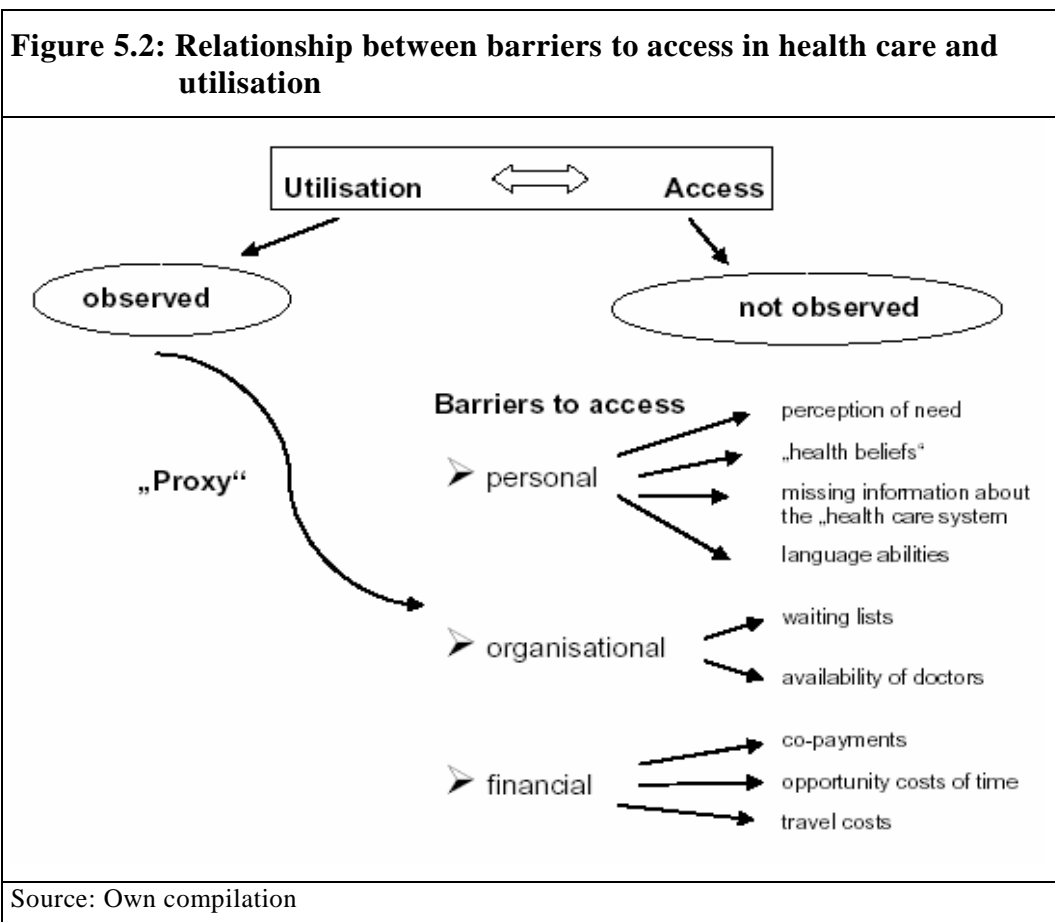 Figure 5.2: Relationship between barriers to access in health care and
utilisation
Utilisation Access
observed
not observed
Barriers to access
„Proxy“
personal
perception of need
„health beliefs“
missing information about
the „health care system
language abilities
organisational
waiting lists
availability of doctors
financial
co-payments
opportunity costs of time
travel costs
Source: Own compilation